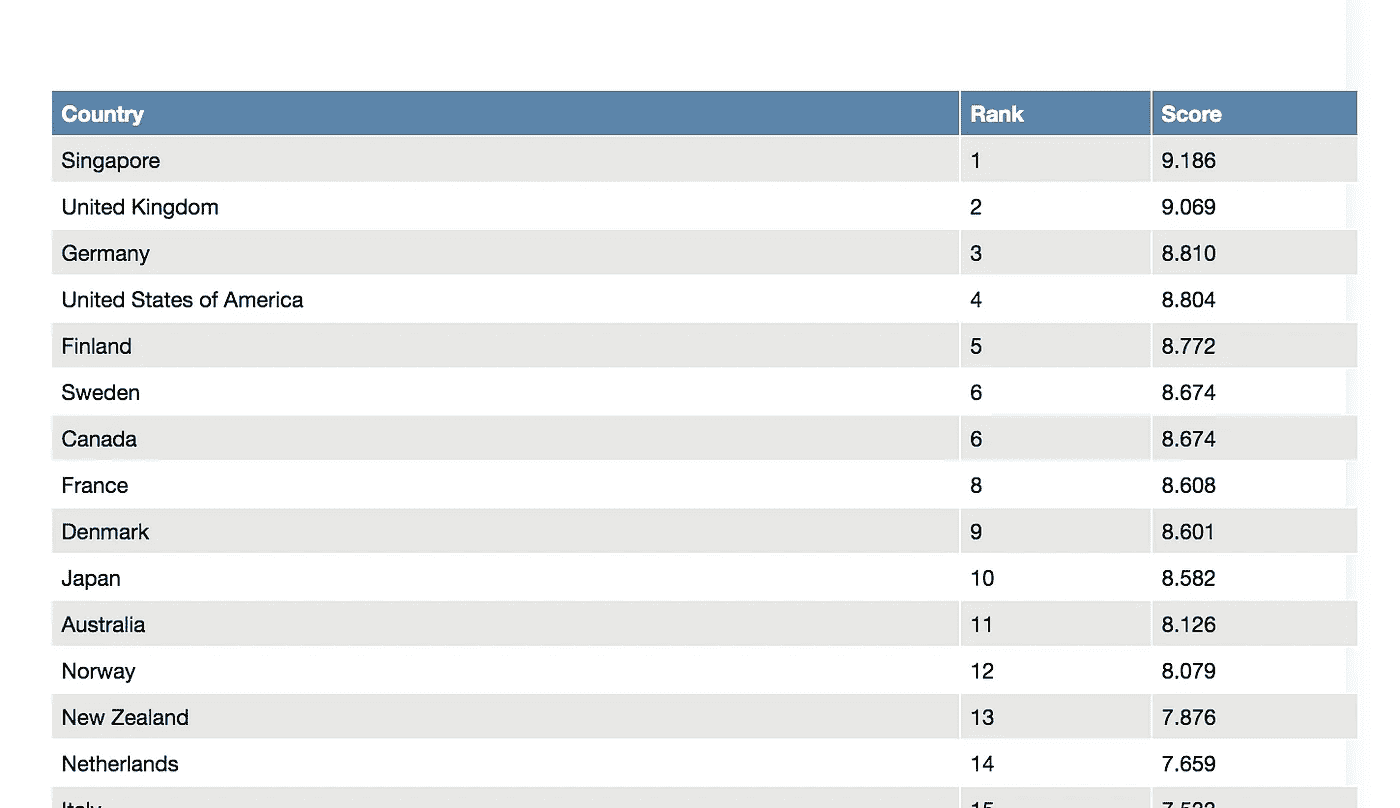 Country Rank Score
Singapore 1 9.186
United Kingdom 2 9.069
Germany 3 8.810
United States of America 4 8.804
Finland 5 8.772
Sweden 6 8.674
Canada 6 8.674
France 8 8.608
Denmark 9 8.601
Japan 10 8.582
Australia 11 8.126
Norway 12 8.079
New Zealand 13 7.876
Netherlands 14 7.659
Italy 15